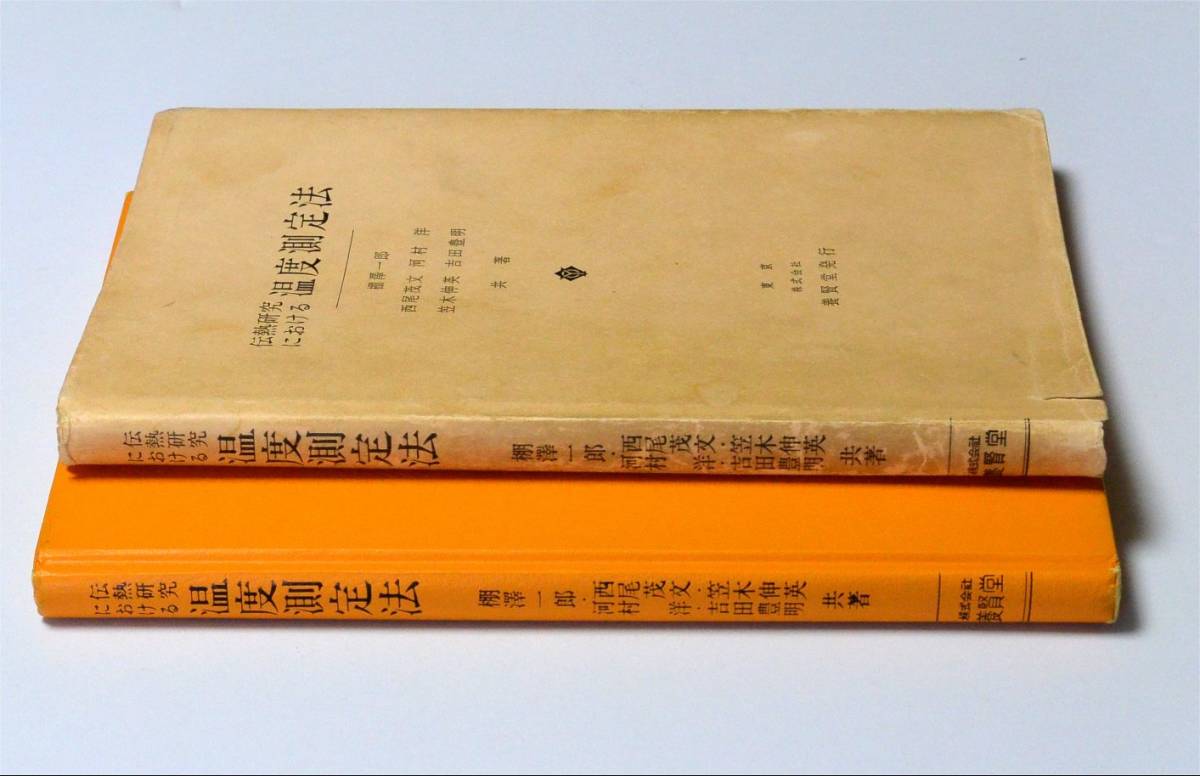 伝熱研究
における
温度測定法
棚澤一郎
西尾茂文 河村洋
笠木伸英 吉田豊明
共著
東京
株式会社
養賢堂発行
伝熱研究
における
温度測定法
棚澤一郎・西尾茂文・笠木伸英
河村洋・吉田豊明
共著
株式会社
養賢堂
伝熱研究
における
温度測定法
棚澤一郎・西尾茂文・笠木伸英
河村洋・吉田豊明
共著
株式会社
養賢堂